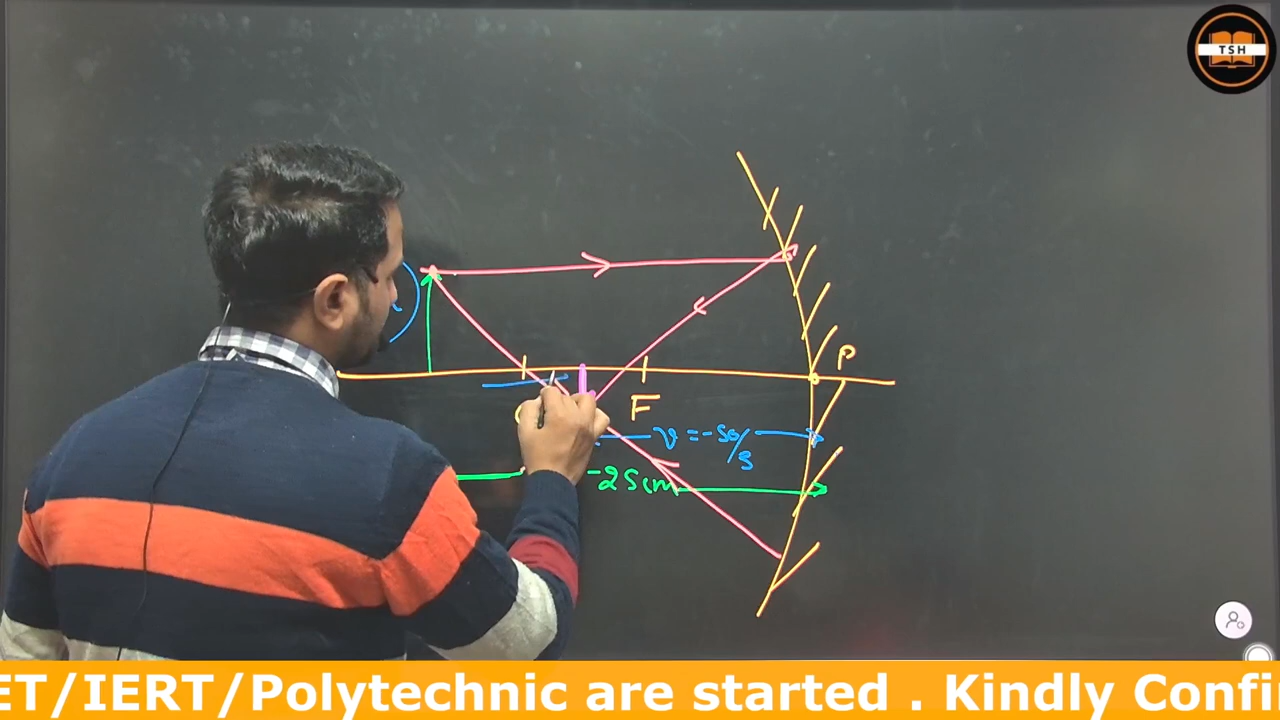 TSH
P
F
v = -50/3
-25cm
ET/IERT/Polytechnic are started . Kindly Confi